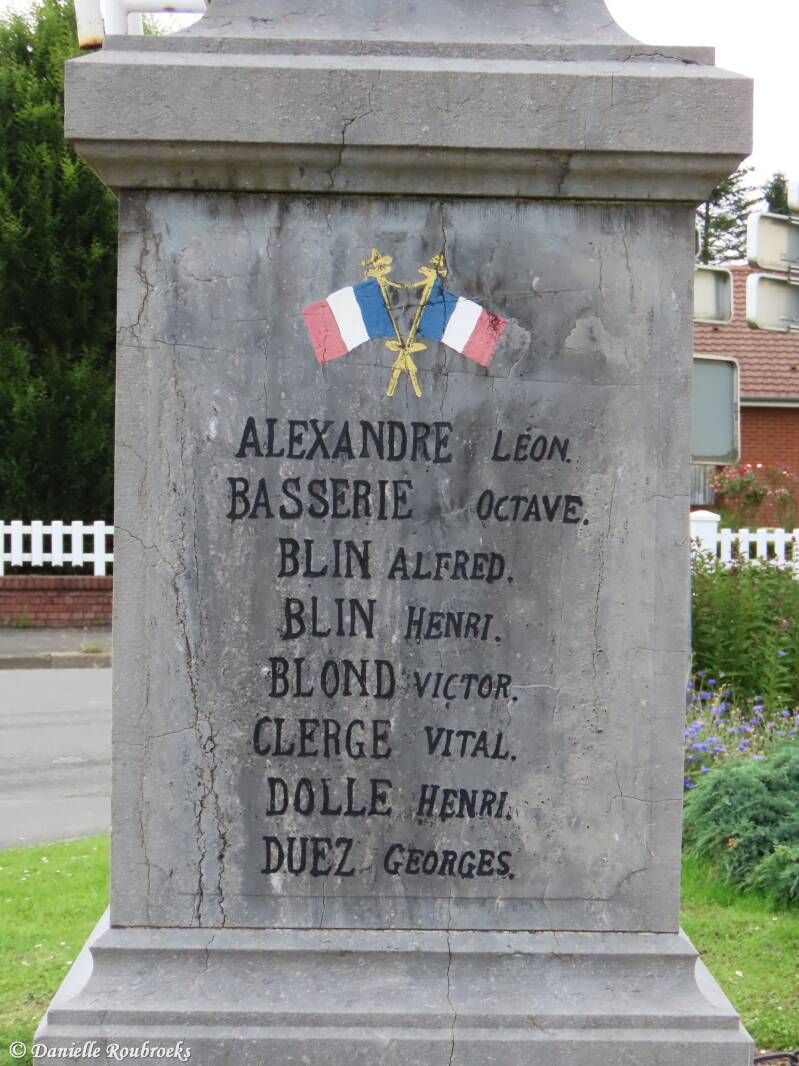 ALEXANDRE LÉON.
BASSERIE OCTAVE.
BLIN ALFRED.
BLIN HENRI.
BLOND VICTOR.
CLERGE VITAL.
DOLLE HENRI.
DUEZ GEORGES.
© Danielle Roubroeks